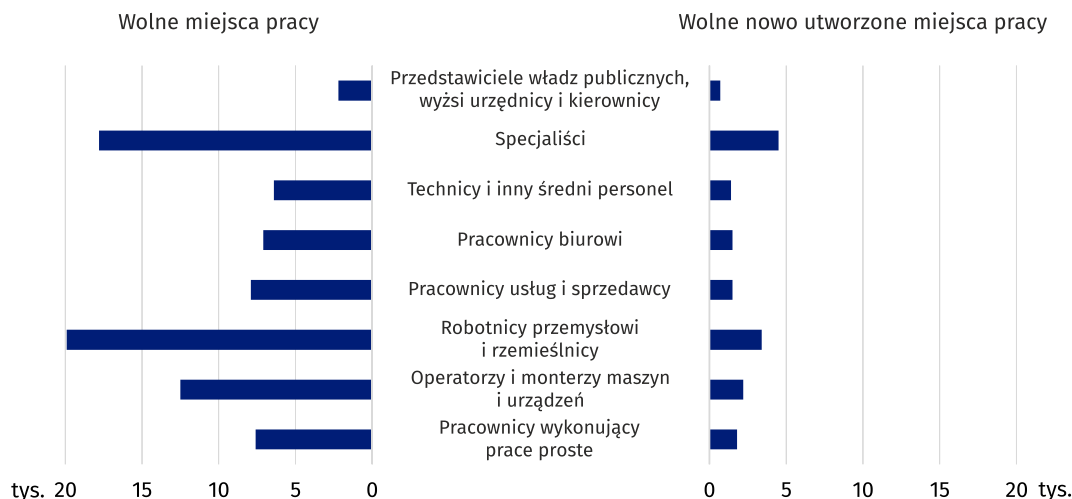 Wolne miejsca pracy
Wolne nowo utworzone miejsca pracy
Przedstawiciele władz publicznych,
wyżsi urzędnicy i kierownicy
Specjaliści
Technicy i inny średni personel
Pracownicy biurowi
Pracownicy usług i sprzedawcy
Robotnicy przemysłowi
i rzemieślnicy
Operatorzy i monterzy maszyn
i urządzeń
Pracownicy wykonujący
prace proste
tys. 20 15 10 5 0
0 5 10 15 20 tys.